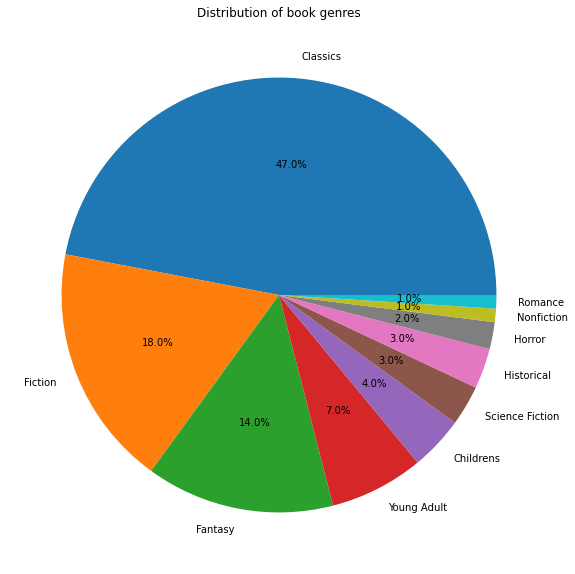 Distribution of book genres
Classics
47.0%
18.0%
Fiction
14.0%
Fantasy
7.0%
Young Adult
4.0%
Childrens
3.0%
Science Fiction
3.0%
Historical
2.0%
Horror
1.0%
Nonfiction
1.0%
Romance